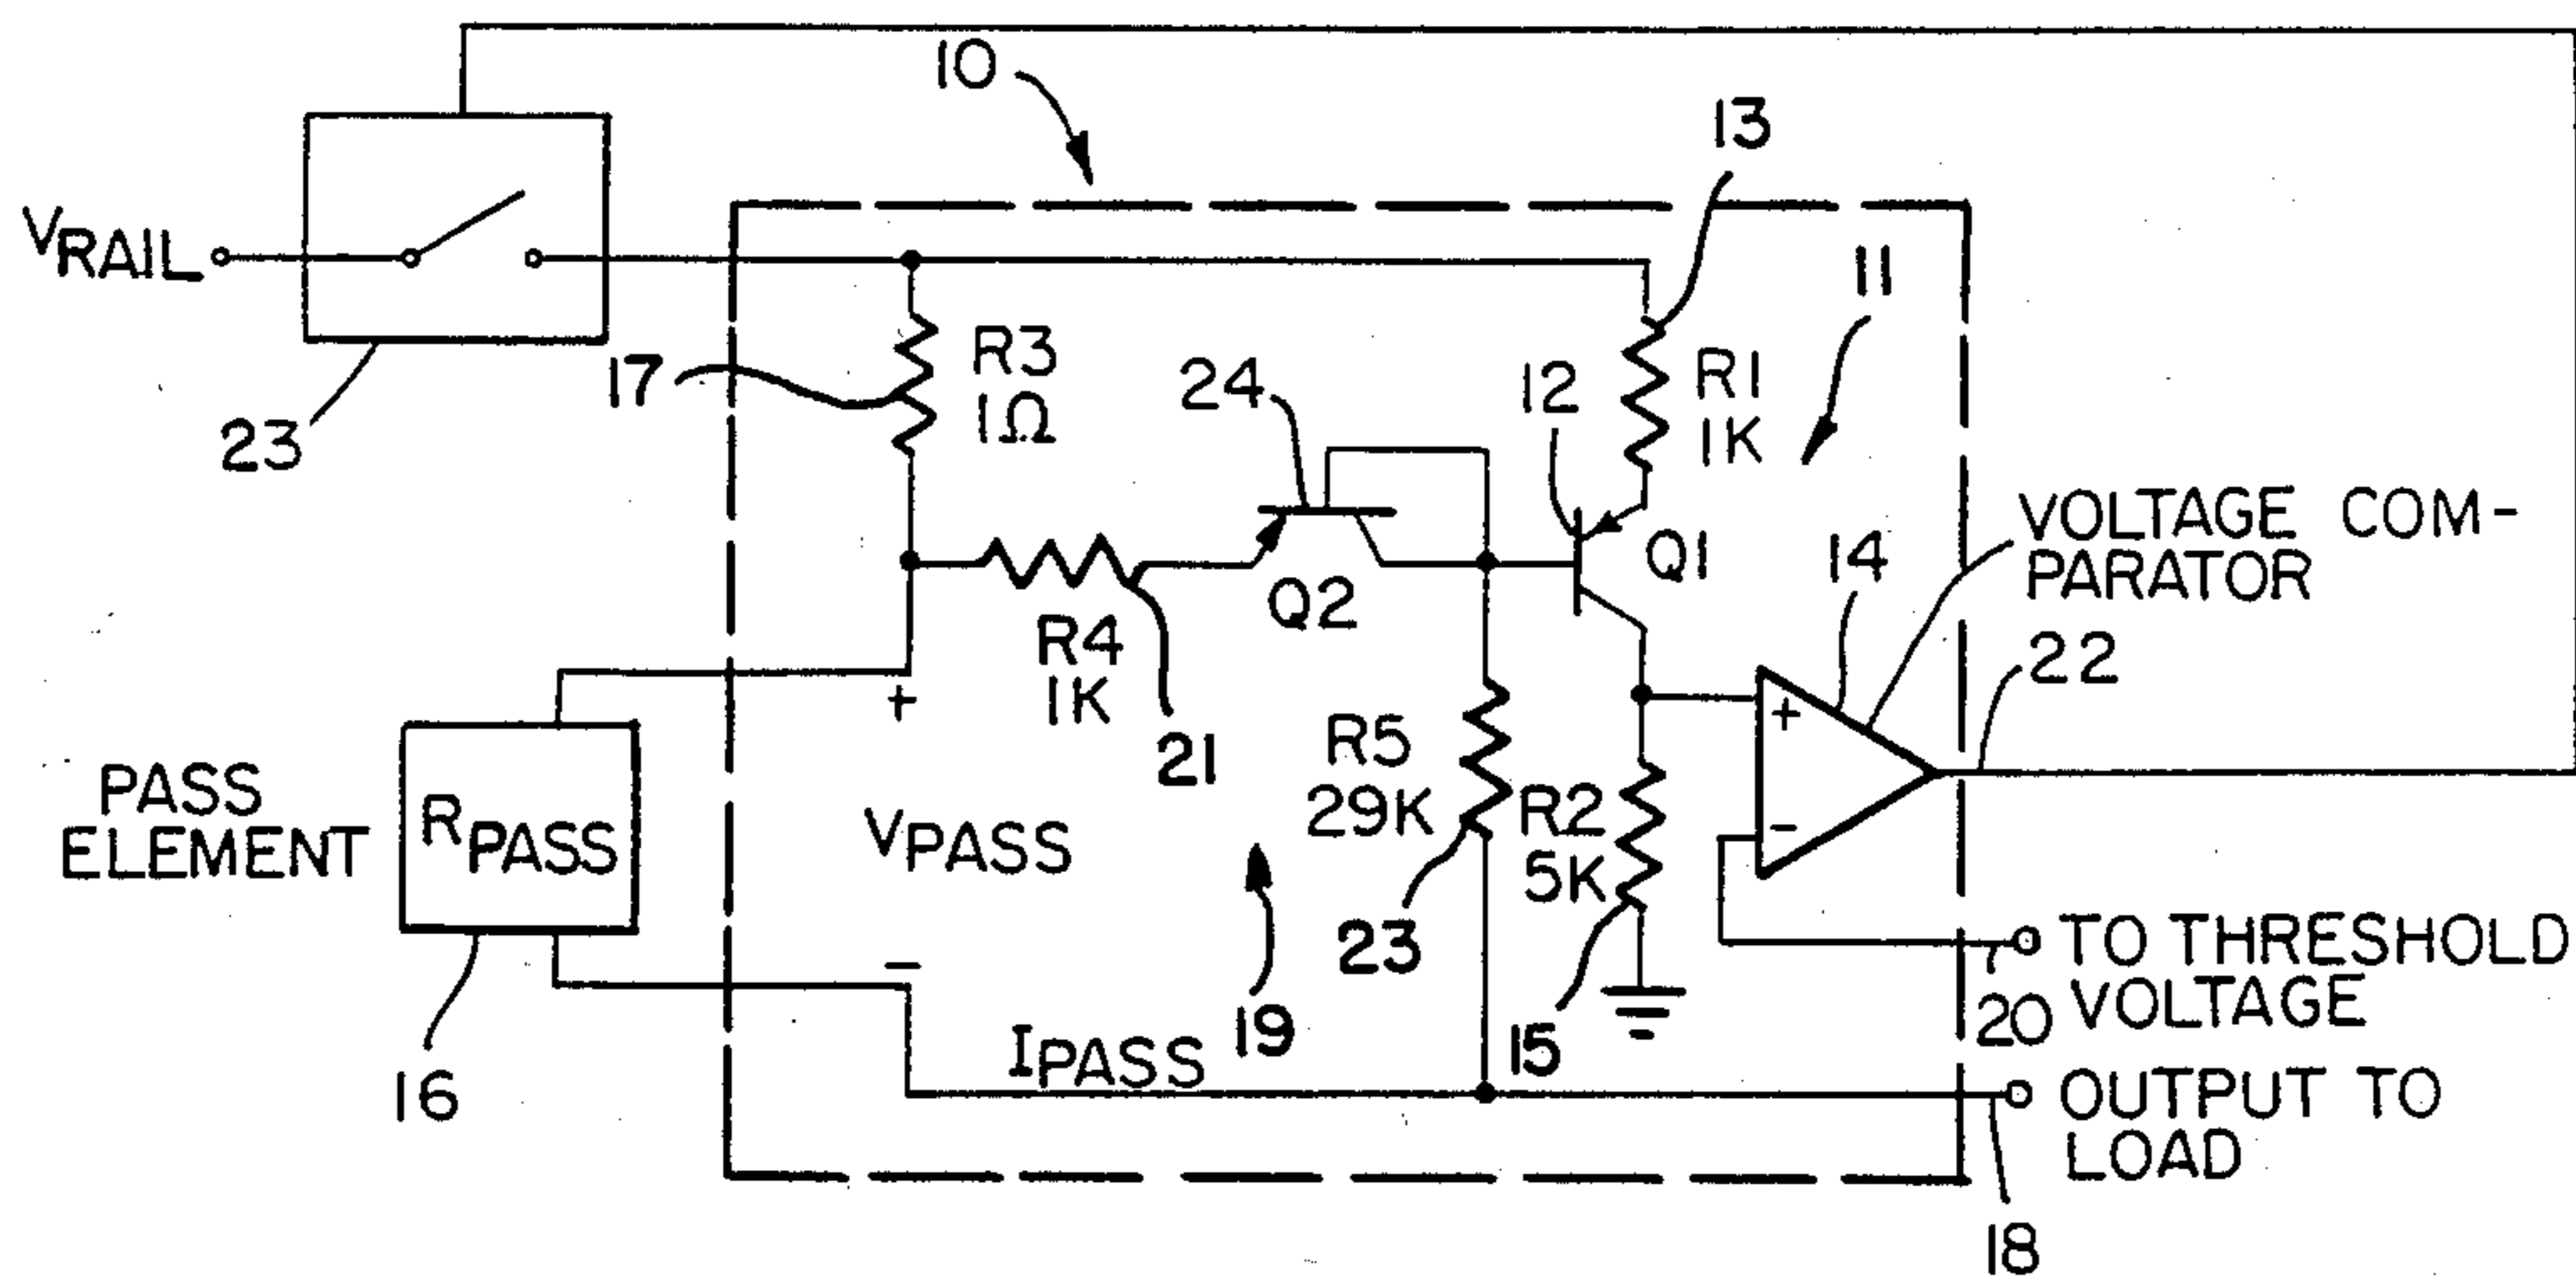 10
13
VRAIL
11
R3
1Ω
17
24
12
R1
1K
23
VOLTAGE COM-
PARATOR
Q1
14
Q2
R4
1K
22
+
21
R5
29K
+
PASS
ELEMENT
RPASS
VPASS
R2
5K
-
23
TO THRESHOLD
VOLTAGE
20
-
19
15
IPASS
16
OUTPUT TO
LOAD
18